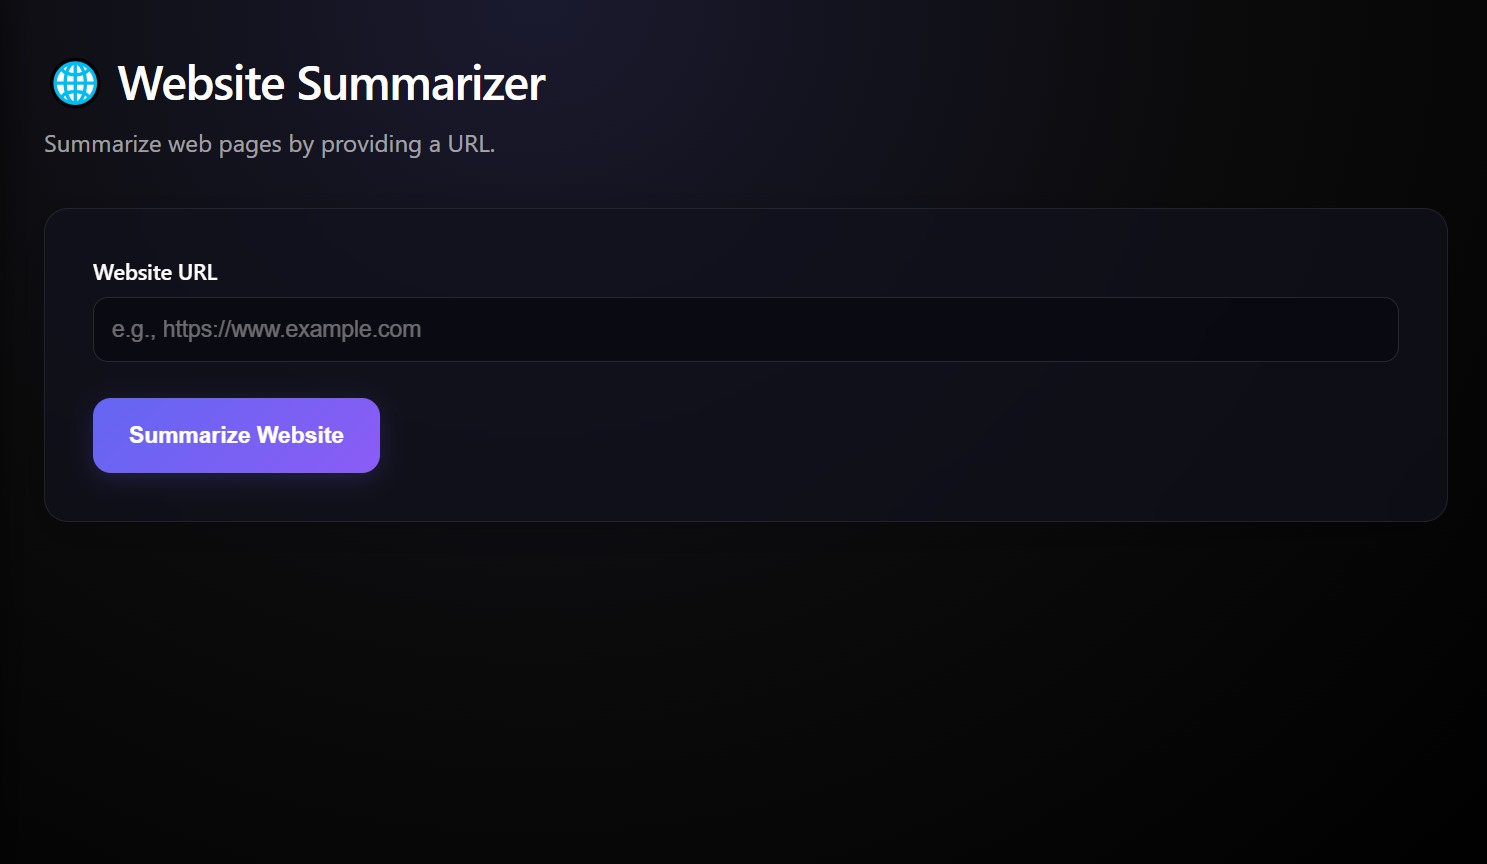 Website Summarizer
Summarize web pages by providing a URL.
Website URL
e.g., https://www.example.com
Summarize Website